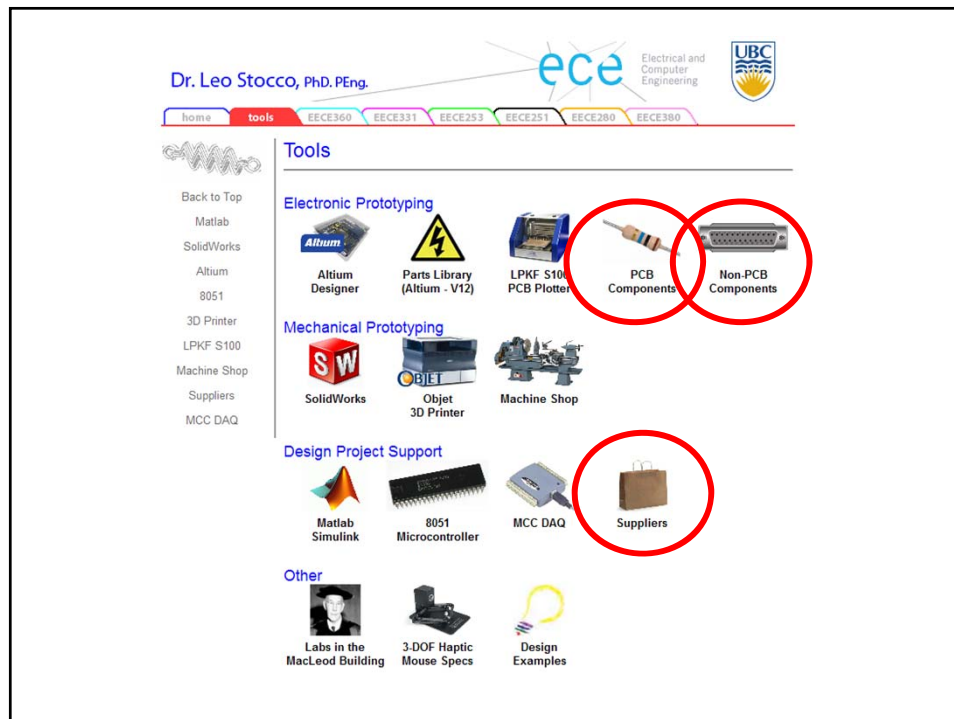 Dr. Leo Stocco, PhD. PEng.
ece
Electrical and
Computer
Engineering
UBC
home tools EECE360 EECE331 EECE253 EECE251 EECE280 EECE380
Tools
Back to Top
Matlab
SolidWorks
Altium
8051
3D Printer
LPKF S100
Machine Shop
Suppliers
MCC DAQ
Electronic Prototyping
Altium
Altium
Designer
Parts Library
(Altium - V12)
LPKF S100
PCB Plotter
PCB
Components
Non-PCB
Components
Mechanical Prototyping
SW
OBJET
SolidWorks
Objet
3D Printer
Machine Shop
Design Project Support
Matlab
Simulink
8051
Microcontroller
MCC DAQ
Suppliers
Other
Labs in the
MacLeod Building
3-DOF Haptic
Mouse Specs
Design
Examples